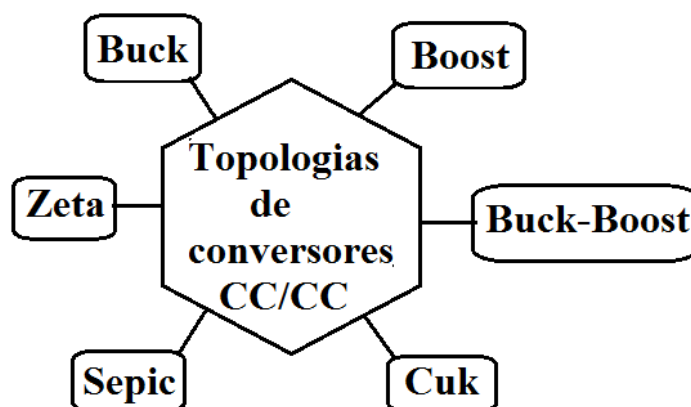 Buck
Boost
Topologias
de
conversores
CC/CC
Zeta
Buck-Boost
Sepic
Cuk